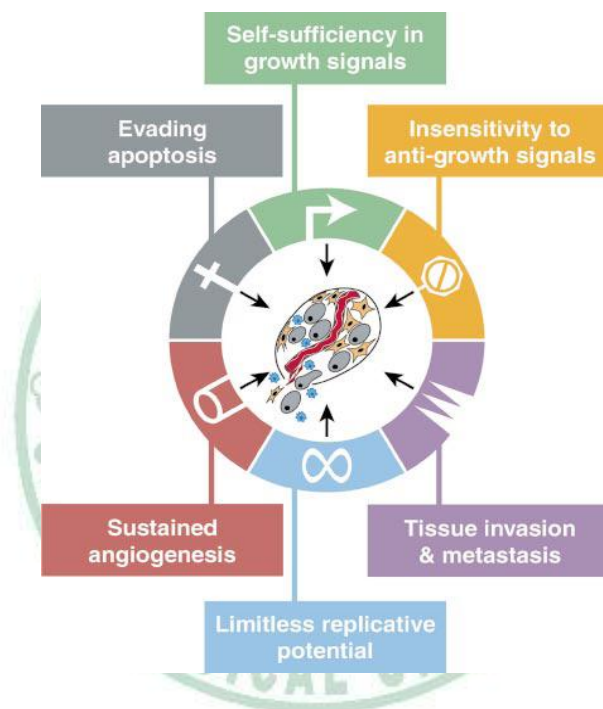 Self-sufficiency in
growth signals
Evading
apoptosis
Insensitivity to
anti-growth signals
Sustained
angiogenesis
Tissue invasion
& metastasis
Limitless replicative
potential